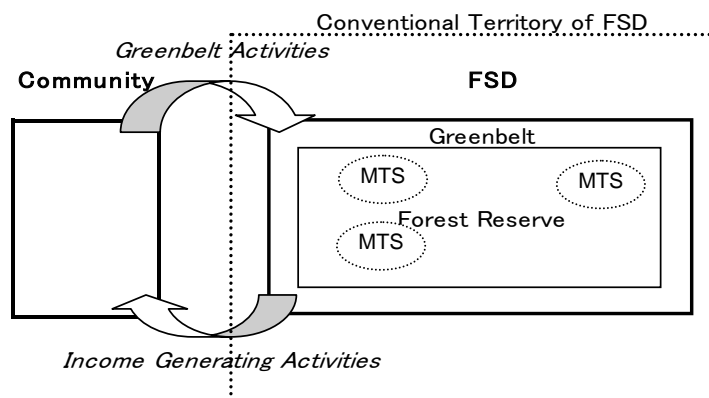 Conventional Territory of FSD
Greenbelt Activities
Community
FSD
Greenbelt
MTS
MTS
Forest Reserve
MTS
Income Generating Activities